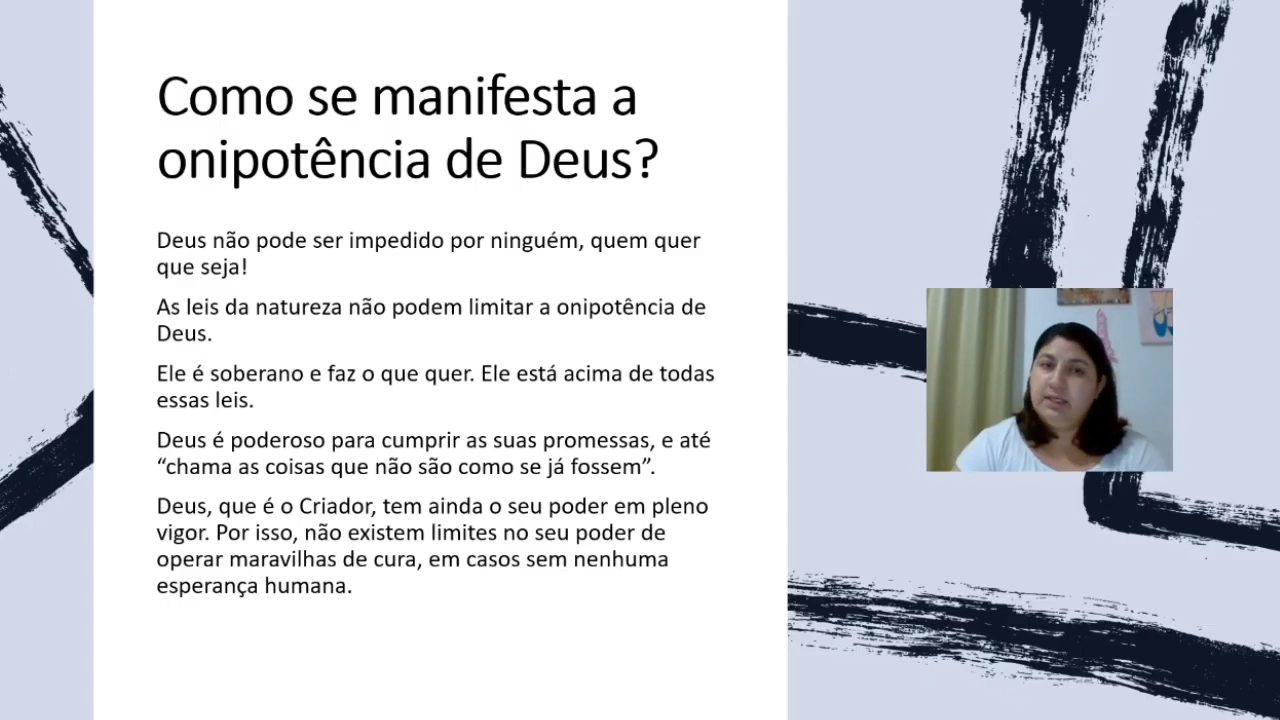 Como se manifesta a
onipotência de Deus?
Deus não pode ser impedido por ninguém, quem quer
que seja!
As leis da natureza não podem limitar a onipotência de
Deus.
Ele é soberano e faz o que quer. Ele está acima de todas
essas leis.
Deus é poderoso para cumprir as suas promessas, e até
“chama as coisas que não são como se já fossem”.
Deus, que é o Criador, tem ainda o seu poder em pleno
vigor. Por isso, não existem limites no seu poder de
operar maravilhas de cura, em casos sem nenhuma
esperança humana.